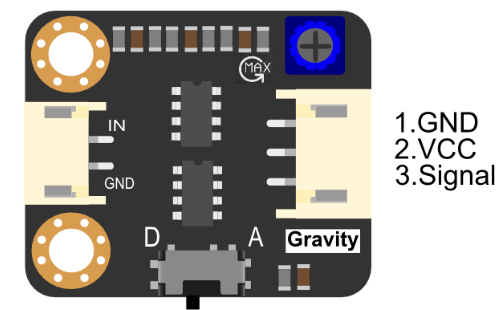 MAX
IN
GND
D
A
Gravity
1.GND
2.VCC
3.Signal